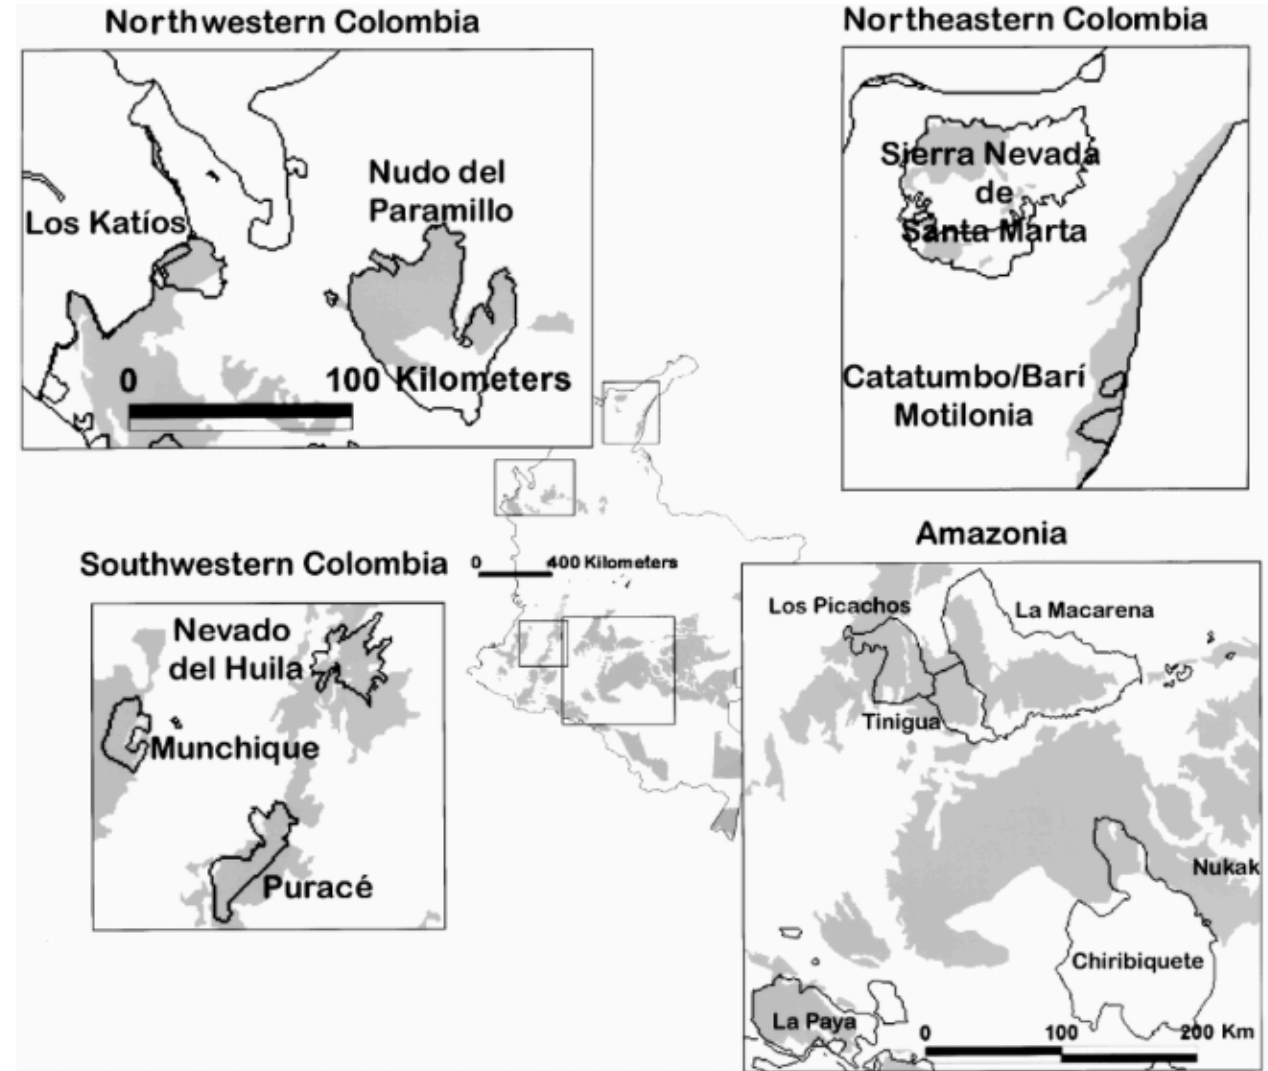 Northwestern Colombia
Nudo del
Paramillo
Los Katíos
0 100 Kilometers
Northeastern Colombia
Sierra Nevada
de
Santa Marta
Catatumbo/Barí
Motilonia
0 400 Kilometers
Southwestern Colombia
Nevado
del Huila
Munchique
Puracé
Amazonia
Los Picachos
La Macarena
Tinigua
Nukak
Chiribiquete
La Paya
0 100 200 Km